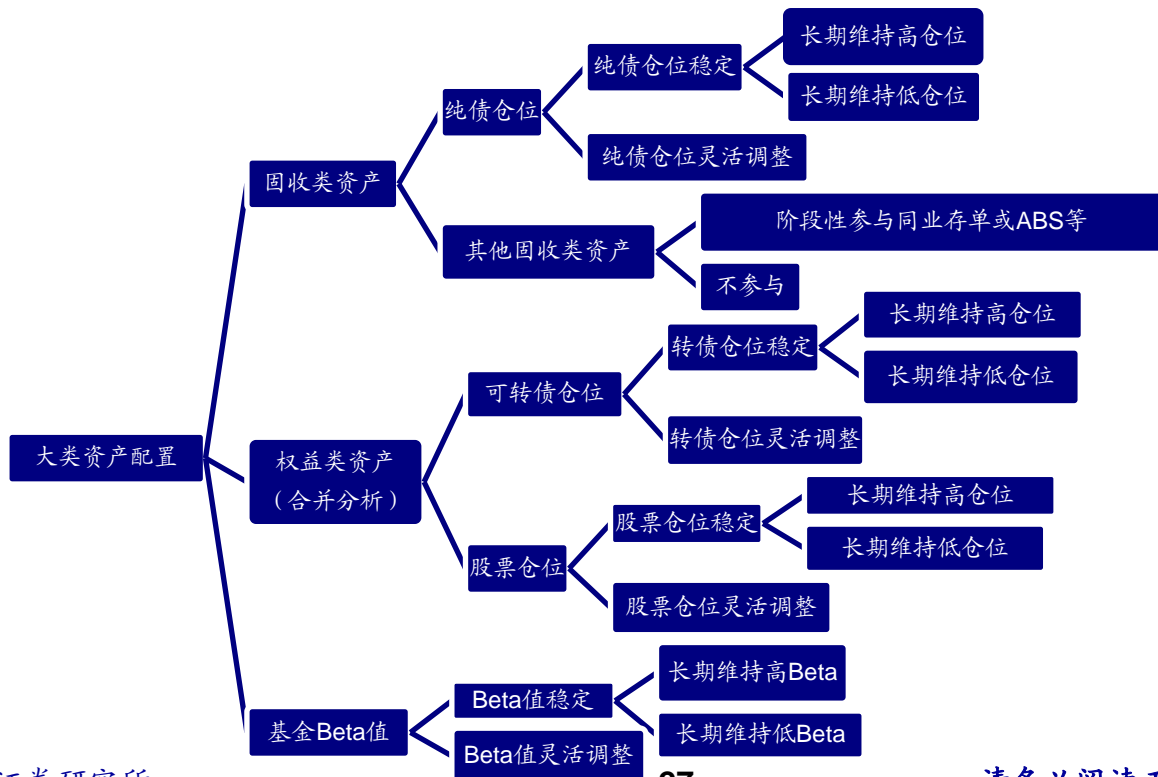 长期维持高仓位
纯债仓位稳定
长期维持低仓位
纯债仓位
纯债仓位灵活调整
固收类资产
阶段性参与同业存单或ABS等
其他固收类资产
不参与
长期维持高仓位
转债仓位稳定
长期维持低仓位
可转债仓位
转债仓位灵活调整
大类资产配置
权益类资产
（合并分析）
长期维持高仓位
股票仓位稳定
长期维持低仓位
股票仓位
股票仓位灵活调整
长期维持高Beta
Beta值稳定
长期维持低Beta
基金Beta值
Beta值灵活调整